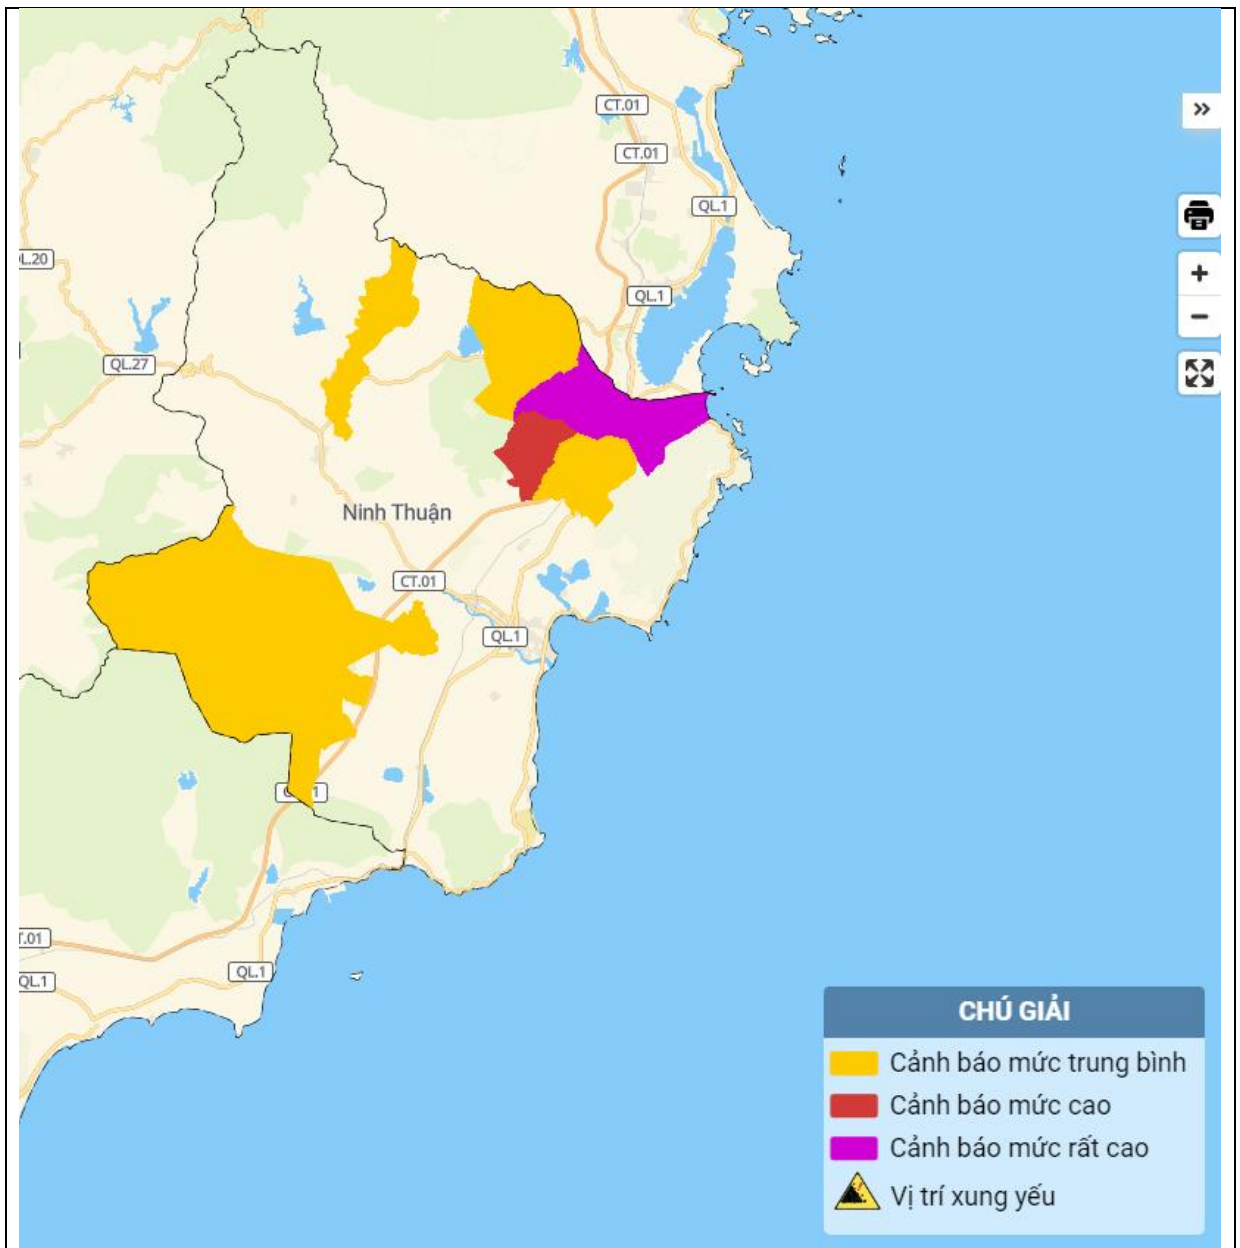 CT.01
CT.01
QL.1
L.20
QL.1
QL.27
Ninh Thuận
CT.01
QL.1
T.01
QL.1
QL.1
»
+
−
CHÚ GIẢI
Cảnh báo mức trung bình
Cảnh báo mức cao
Cảnh báo mức rất cao
Vị trí xung yếu